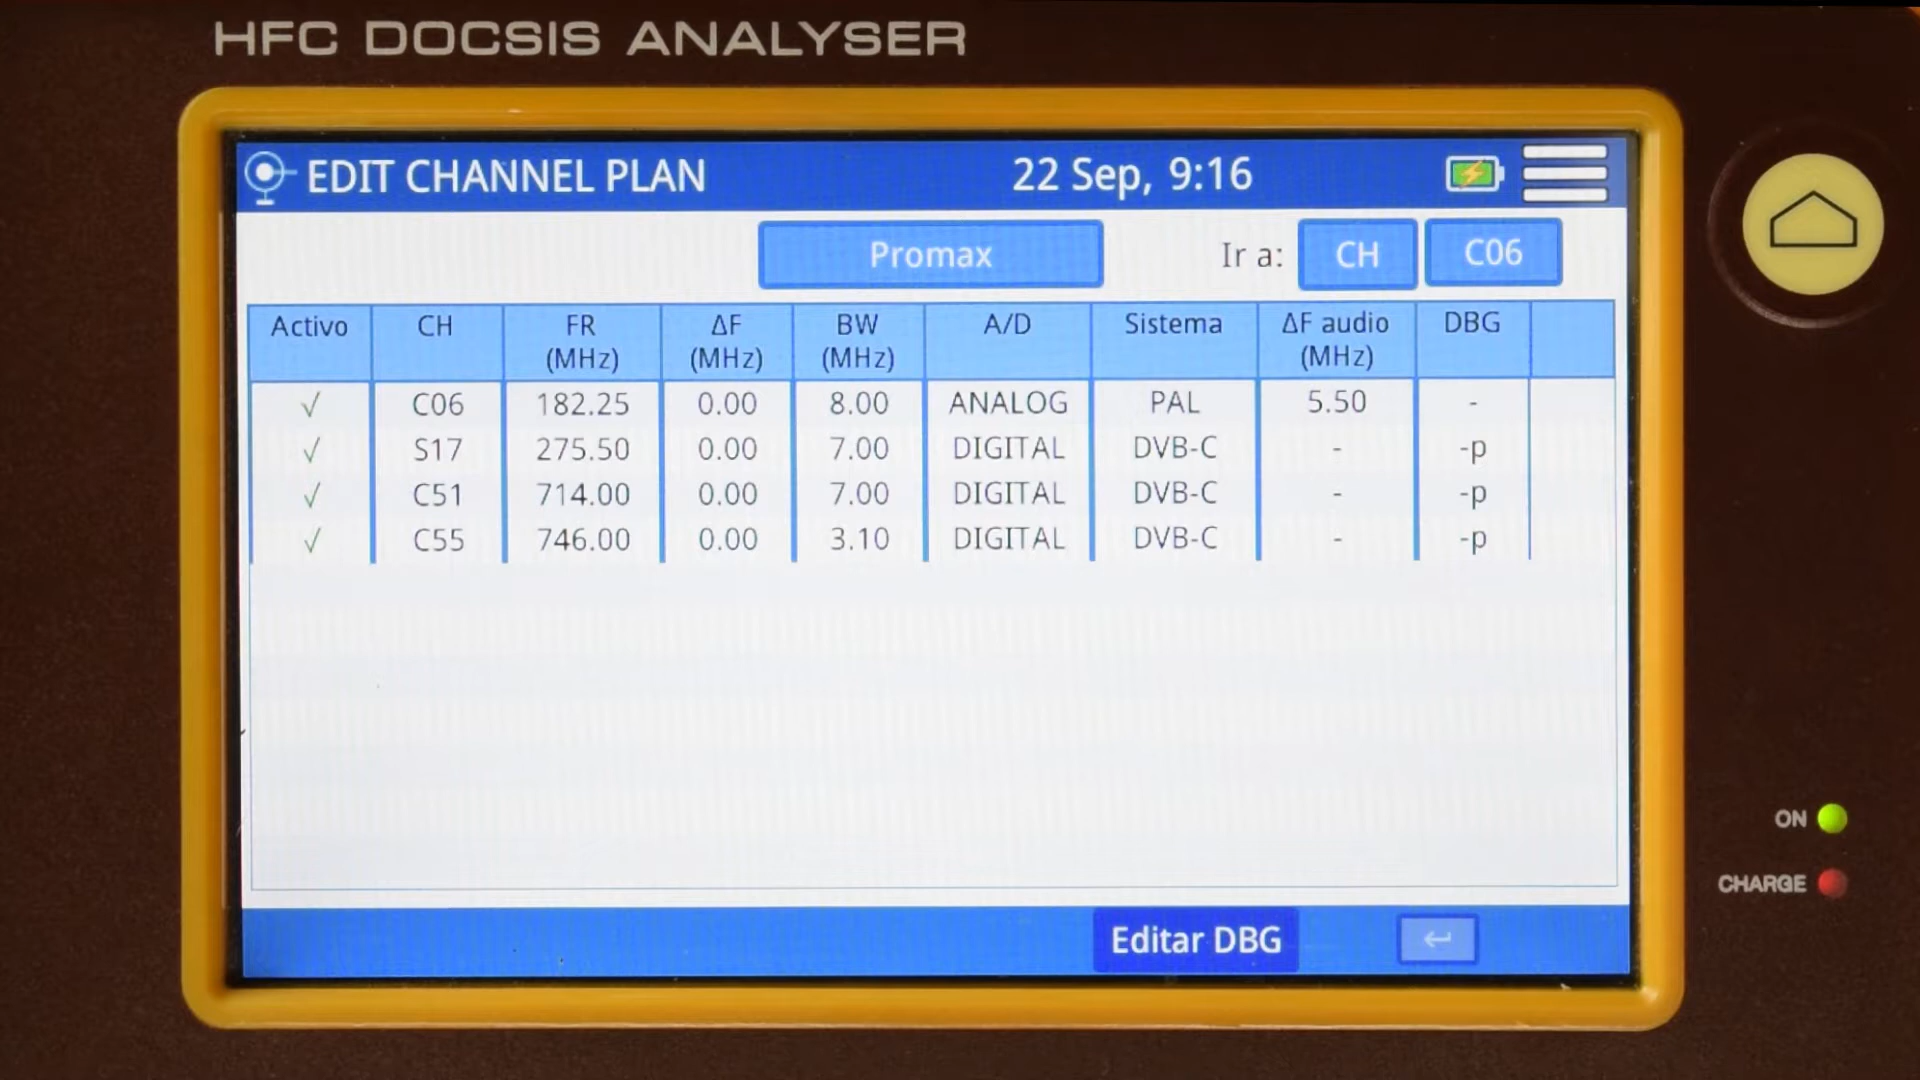 HFC DOCSIS ANALYSER
EDIT CHANNEL PLAN 22 Sep, 9:16
Promax Ir a: CH C06
Activo CH FR (MHz) ΔF (MHz) BW (MHz) A/D Sistema ΔF audio (MHz) DBG
√ C06 182.25 0.00 8.00 ANALOG PAL 5.50 -
√ S17 275.50 0.00 7.00 DIGITAL DVB-C - -p
√ C51 714.00 0.00 7.00 DIGITAL DVB-C - -p
√ C55 746.00 0.00 3.10 DIGITAL DVB-C - -p
ON
CHARGE
Editar DBG